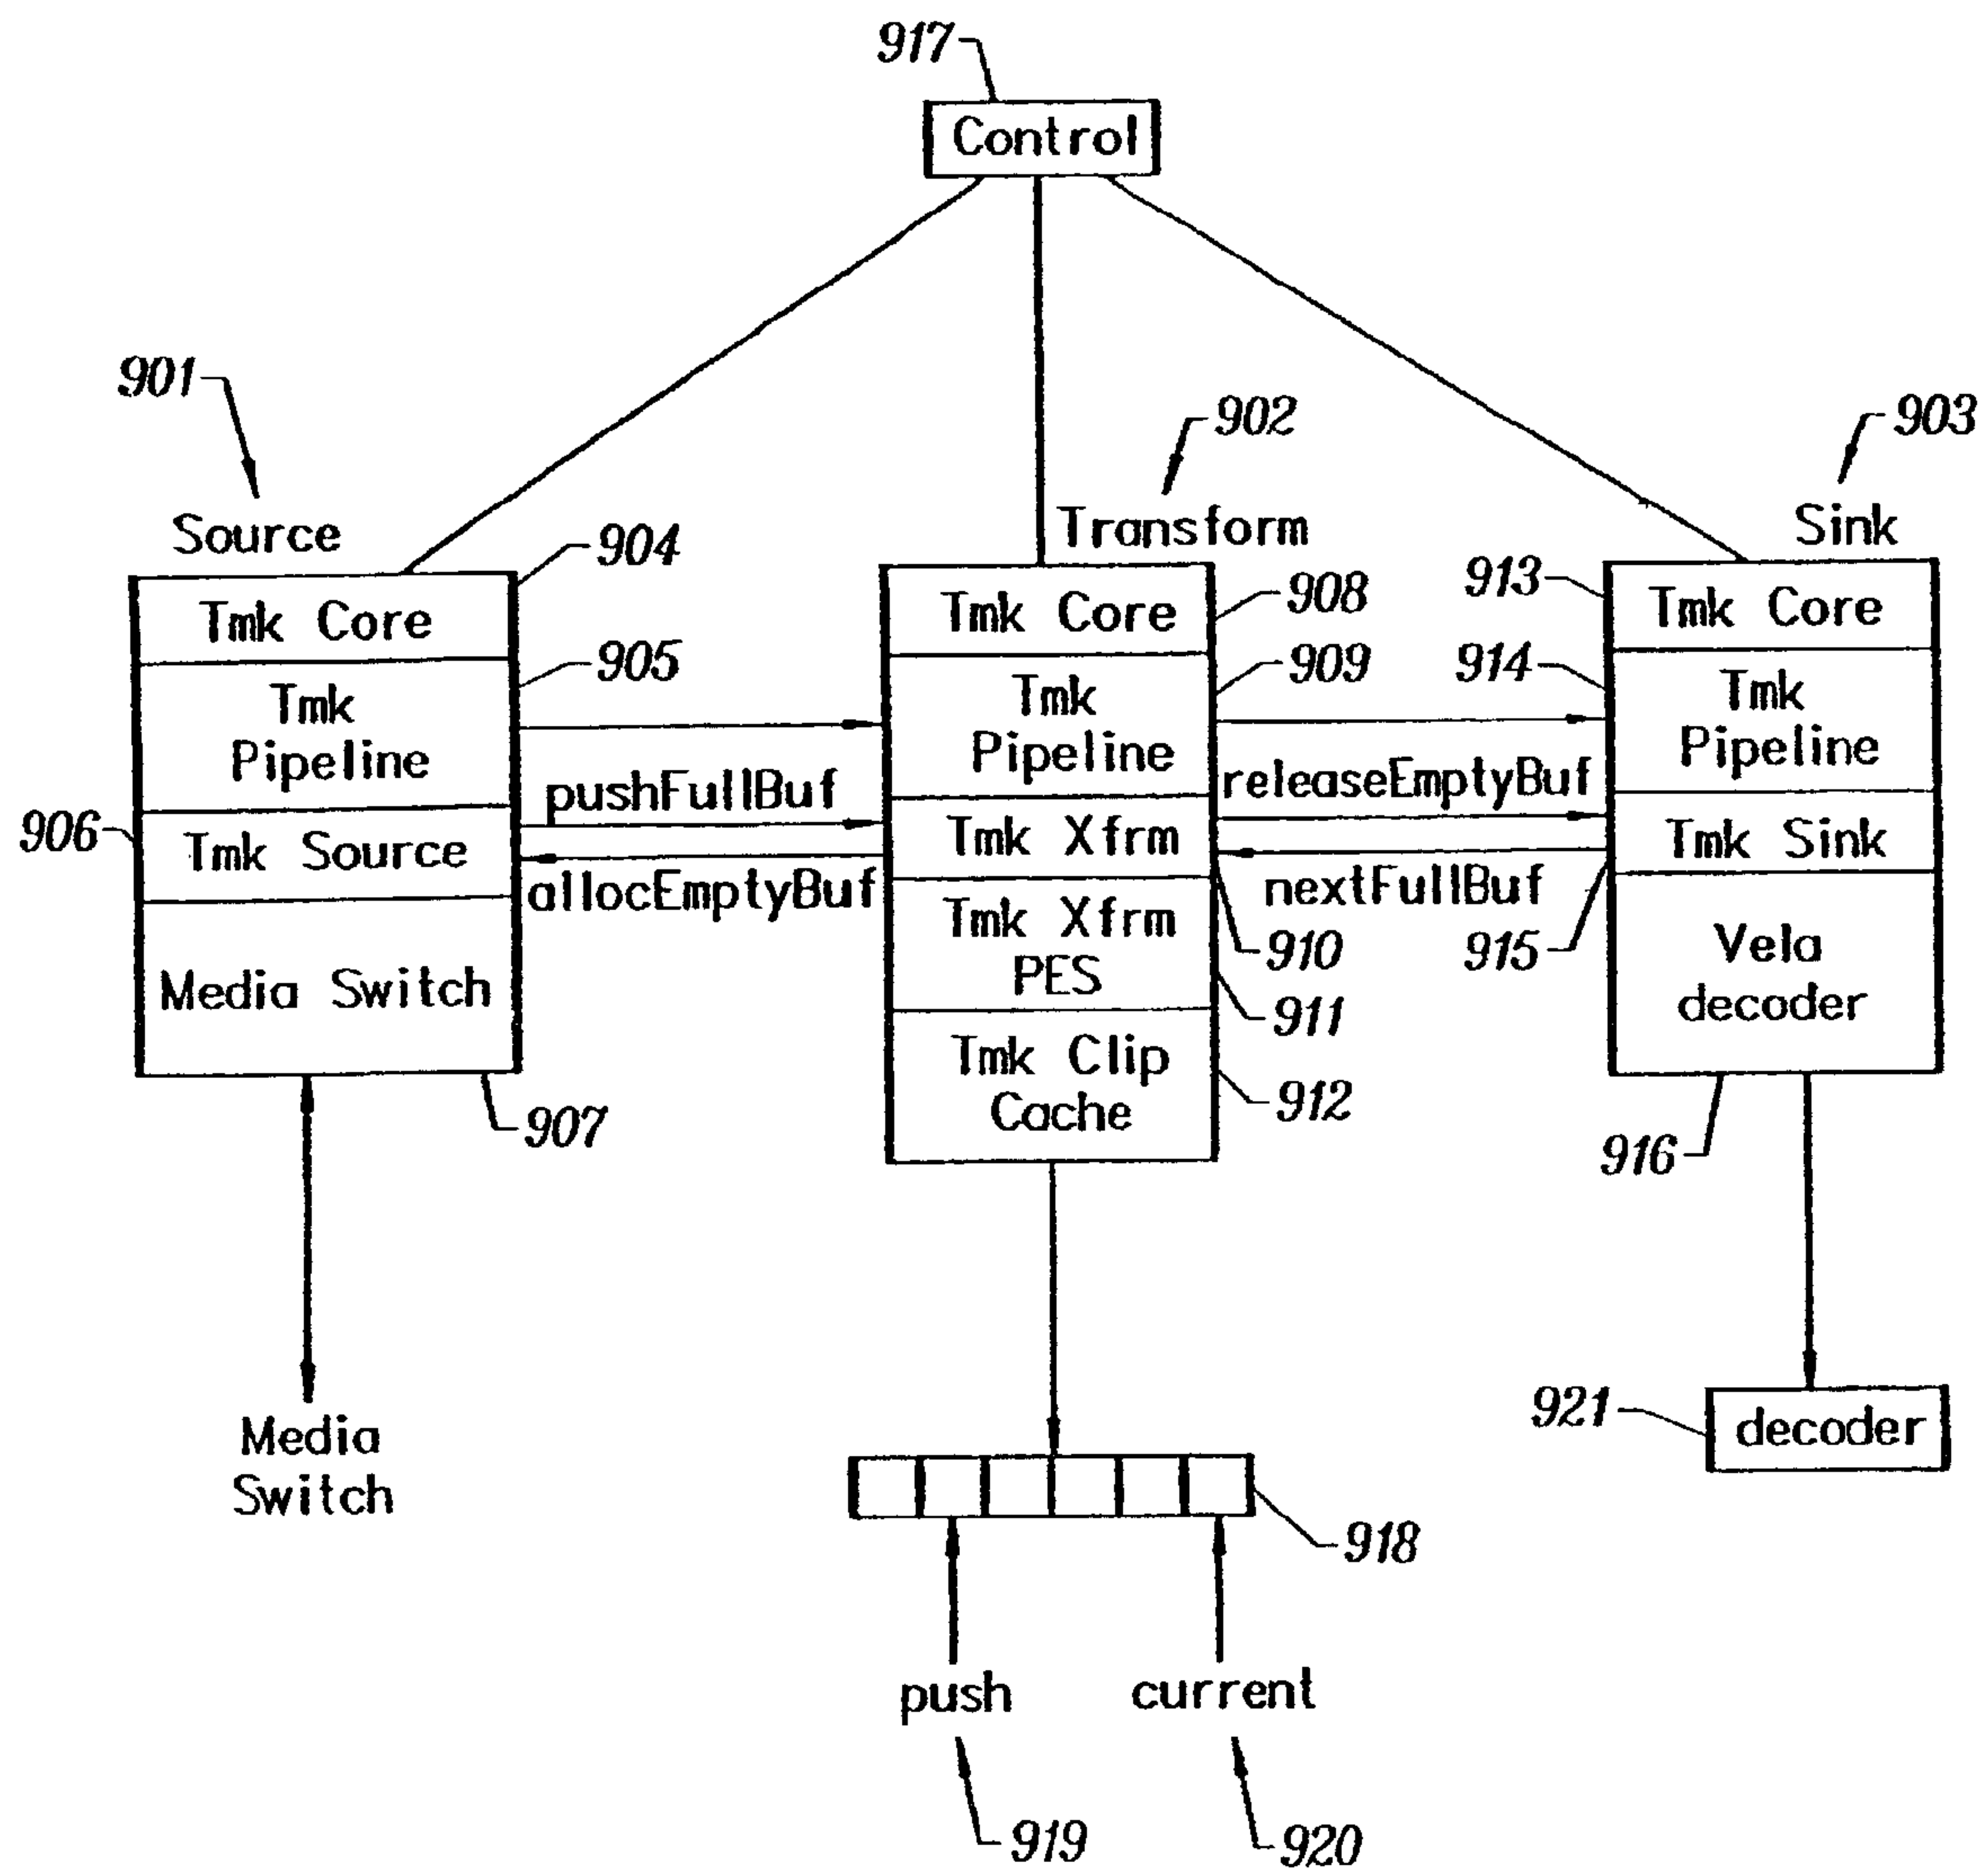 917
Control
901
902
903
Source
Transform
Sink
904
Tmk Core
905
Tmk
Pipeline
906
Tmk Source
Media Switch
907
Media
Switch
pushFullBuf
allocEmptyBuf
Tmk Core
908
Tmk
Pipeline
909
Tmk Xfrm
910
Tmk Xfrm
PES
911
Tmk Clip
Cache
912
releaseEmptyBuf
nextFullBuf
913
Tmk Core
914
Tmk
Pipeline
Tmk Sink
915
Vela
decoder
916
921
decoder
918
push
current
919
920